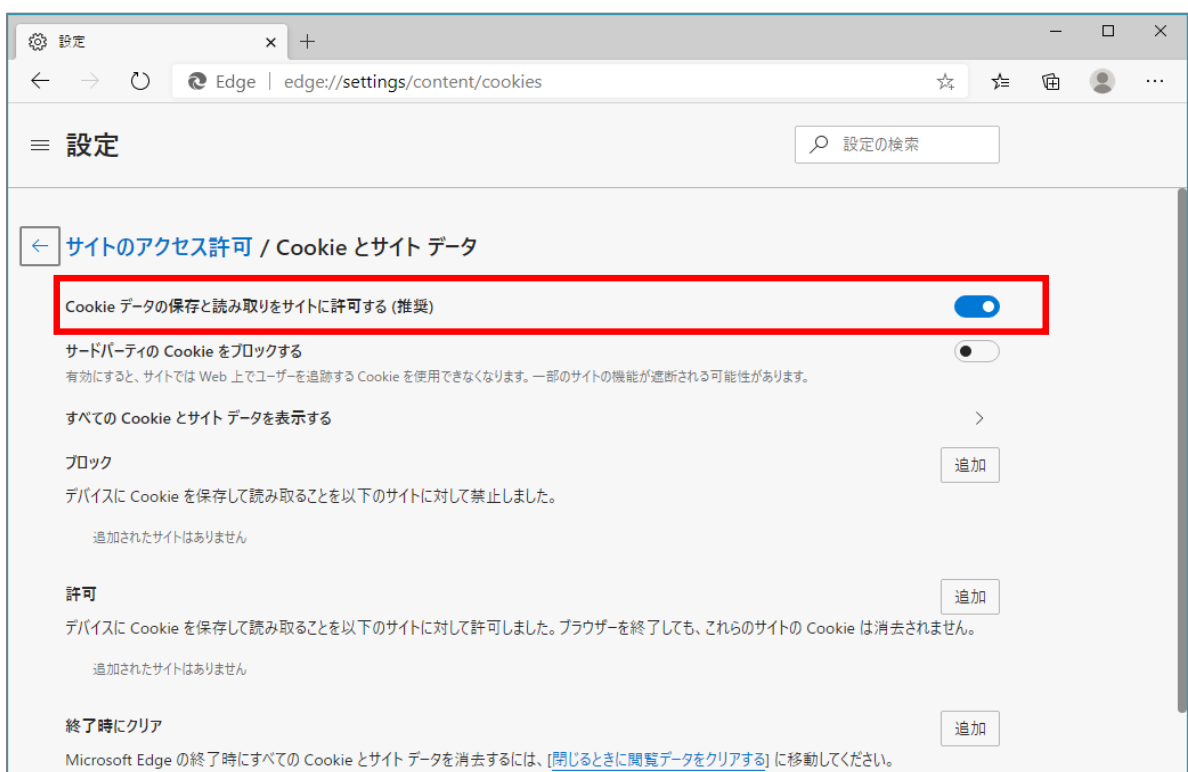 設定
Edge | edge://settings/content/cookies
設定
設定の検索
サイトのアクセス許可 / Cookie とサイト データ
Cookie データの保存と読み取りをサイトに許可する (推奨)
サードパーティの Cookie をブロックする
有効にすると、サイトでは Web 上でユーザーを追跡する Cookie を使用できなくなります。一部のサイトの機能が遮断される可能性があります。
すべての Cookie とサイト データを表示する
ブロック
追加
デバイスに Cookie を保存して読み取ることを以下のサイトに対して禁止しました。
追加されたサイトはありません
許可
追加
デバイスに Cookie を保存して読み取ることを以下のサイトに対して許可しました。ブラウザーを終了しても、これらのサイトの Cookie は消去されません。
追加されたサイトはありません
終了時にクリア
追加
Microsoft Edge の終了時にすべての Cookie とサイト データを消去するには、[閉じるときに閲覧データをクリアする] に移動してください。